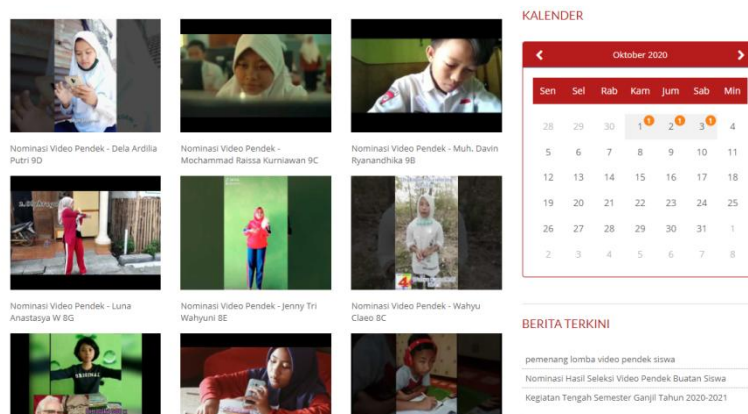 KALENDER
Oktober 2020
Sen Sel Rab Kam Jum Sab Min
28 29 30 1 1 2 1 3 1 4
5 6 7 8 9 10 11
12 13 14 15 16 17 18
19 20 21 22 23 24 25
26 27 28 29 30 31 1
2 3 4 5 6 7 8
Nominasi Video Pendek - Dela Ardilia
Putri 9D
Nominasi Video Pendek -
Mochammad Raissa Kurniawan 9C
Nominasi Video Pendek - Muh. Davin
Ryanandhika 9B
Nominasi Video Pendek - Luna
Anastasya W 8G
Nominasi Video Pendek - Jenny Tri
Wahyuni 8E
Nominasi Video Pendek - Wahyu
Claeo 8C
ORIGINAL
BERITA TERKINI
pemenang lomba video pendek siswa
Nominasi Hasil Seleksi Video Pendek Buatan Siswa
Kegiatan Tengah Semester Ganjil Tahun 2020-2021